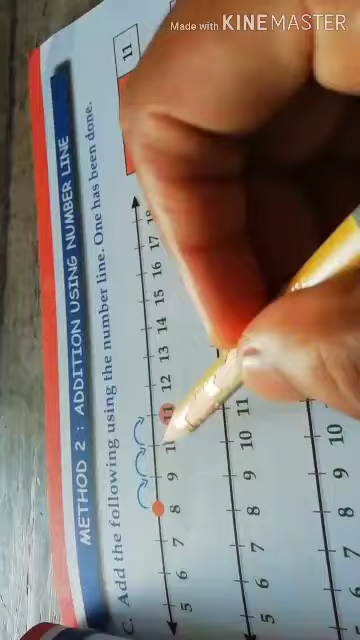 Made with KINEMASTER
METHOD 2 : ADDITION USING NUMBER LINE
C. Add the following using the number line. One has been done.
11
5 6 7 8 9 10 11 12 13 14 15 16 17 18
5 6 7 8 9 10 11
6 7 8 9 10